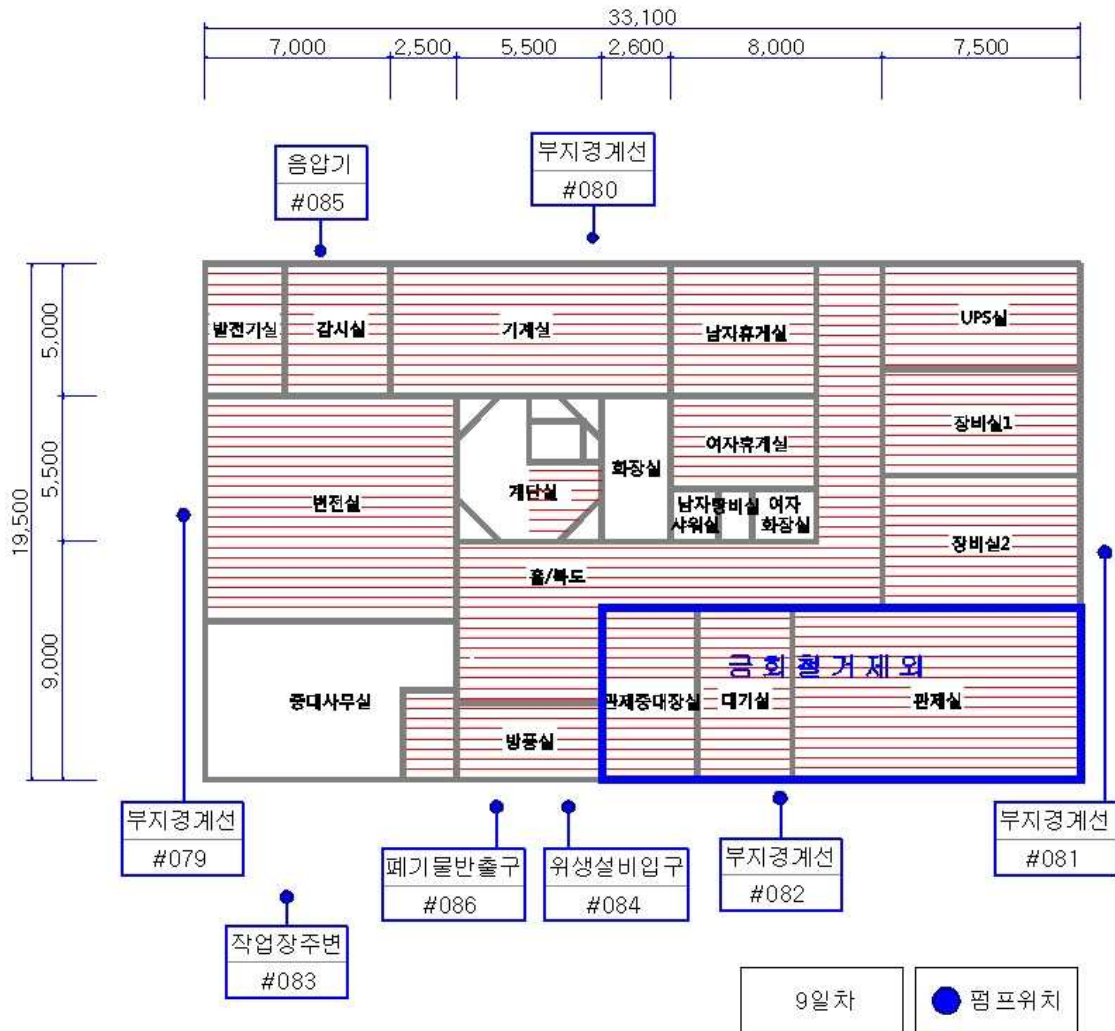 33,100
7,000 2,500 5,500 2,600 8,000 7,500
음압기
#085
부지경계선
#080
19,500
5,000
5,500
9,000
발전기실 감시실 기계실 남자휴게실 UPS실
장비실1
여자휴게실
화장실
계단실
변전실
남자
샤워실
창비실
여자
화장실
장비실2
홀/복도
금회철거제외
중대사무실
방풍실
관제중대장실 대기실 관제실
부지경계선
#079
폐기물반출구
#086
위생설비입구
#084
부지경계선
#082
부지경계선
#081
작업장주변
#083
9일차
펌프위치